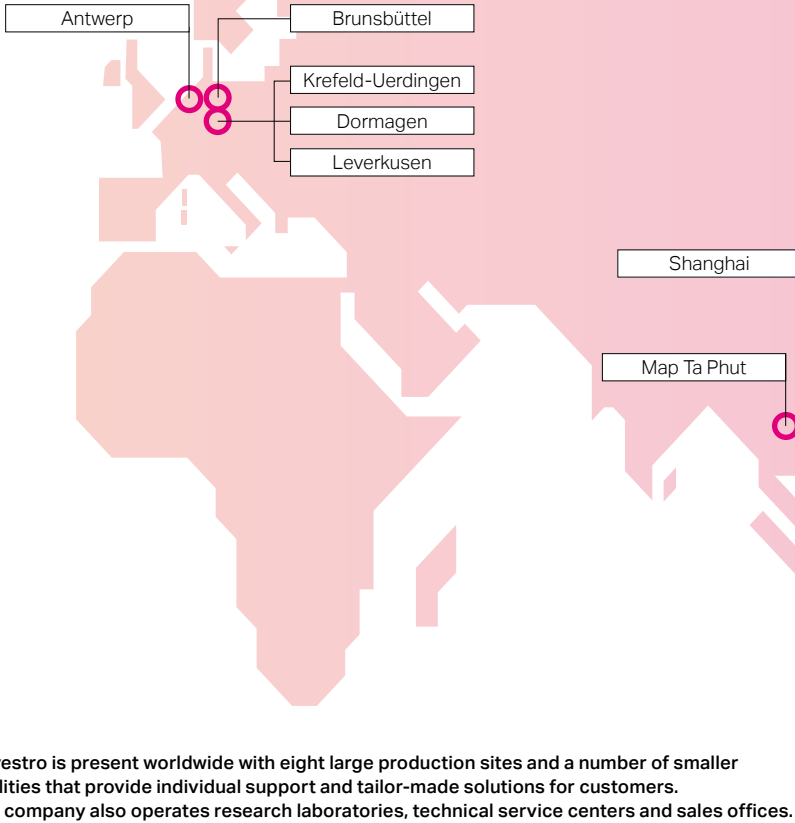 Antwerp
Brunsbüttel
Krefeld-Uerdingen
Dormagen
Leverkusen
Shanghai
Map Ta Phut
estro is present worldwide with eight large production sites and a number of smaller
lities that provide individual support and tailor-made solutions for customers.
company also operates research laboratories, technical service centers and sales offices.